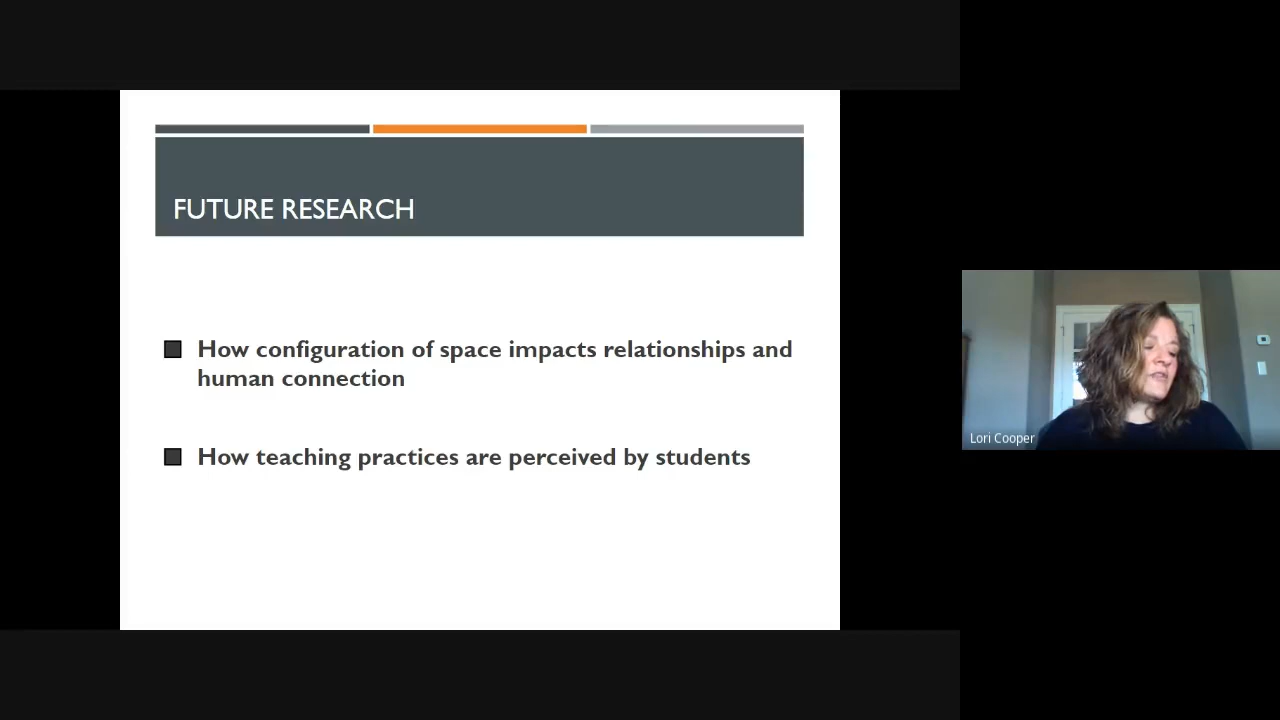 FUTURE RESEARCH
How configuration of space impacts relationships and
human connection
How teaching practices are perceived by students
Lori Cooper